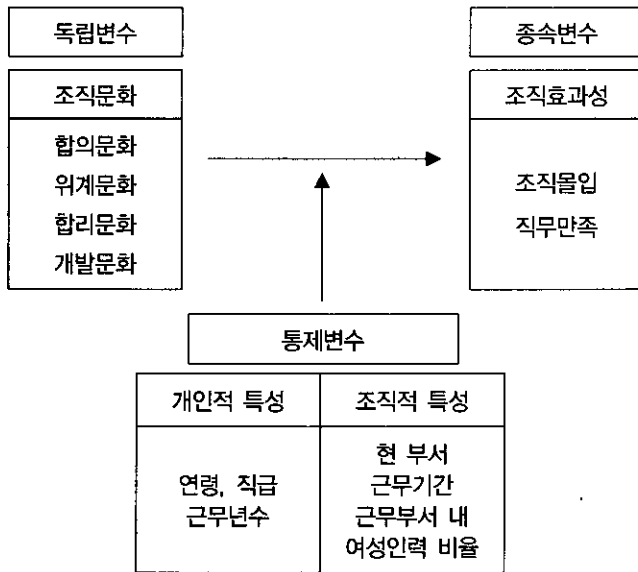 독립변수
종속변수
조직문화
합의문화
위계문화
합리문화
개발문화
조직효과성
조직몰입
직무만족
통제변수
개인적 특성
연령, 직급
근무년수
조직적 특성
현 부서
근무기간
근무부서 내
여성인력 비율